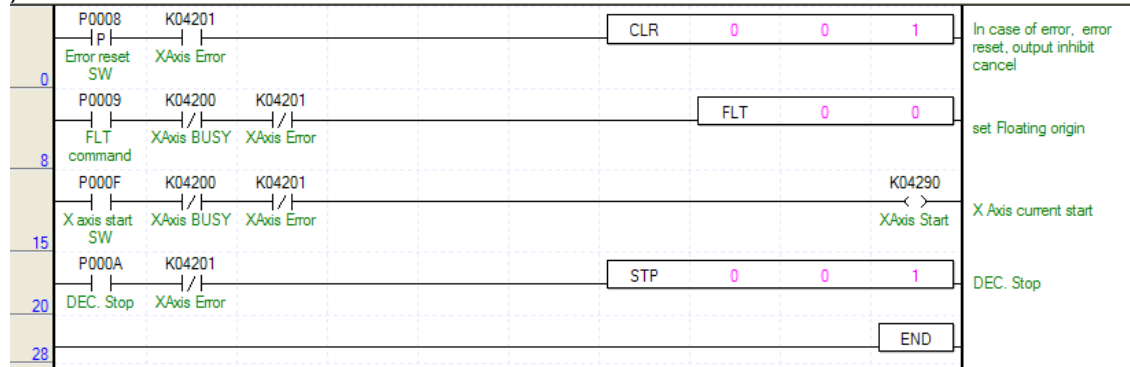 P0008 K04201
P
CLR 0 0 1
Error reset
SW
XAxis Error
In case of error, error
reset, output inhibit
cancel
0
P0009 K04200 K04201
FLT 0 0
FLT
command
XAxis BUSY XAxis Error
set Floating origin
8
P000F K04200 K04201 K04290
X axis start
SW
XAxis BUSY XAxis Error XAxis Start
X Axis current start
15
P000A K04201
STP 0 0 1
DEC. Stop XAxis Error
DEC. Stop
20
END
28